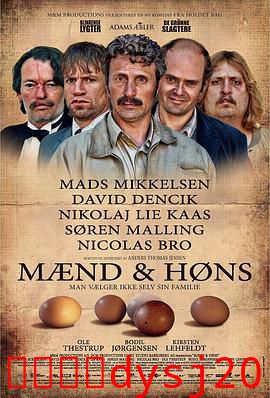 M&M PRODUCTIONS PRÆSENTERER EN NY KOMEDIE FRA HOLDET BAG
BLINKENDE LYGTER
ADAMS ÆBLER
DE GRØNNE SLAGTERE
MADS MIKKELSEN
DAVID DENCIK
NIKOLAJ LIE KAAS
SØREN MALLING
NICOLAS BRO
SKREVET OG INSTRUERET AF ANDERS THOMAS JENSEN
MÆND & HØNS
MAN VÆLGER IKKE SELV SIN FAMILIE
OLE THESTRUP
BODIL JØRGENSEN
KIRSTEN LEHFELDT
dysj20